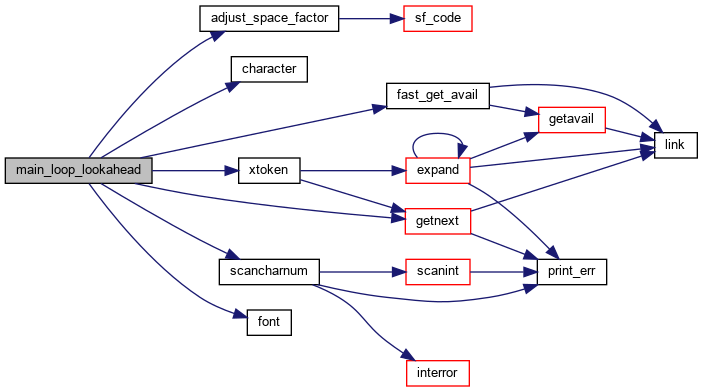 adjust_space_factor
sf_code
character
fast_get_avail
getavail
link
main_loop_lookahead
xtoken
expand
getnext
scancharnum
scanint
print_err
font
interror